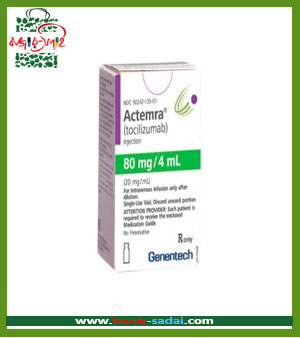 NDC 50242-135-01
Actemra®
(tocilizumab)
Injection
80 mg/4 mL
(20 mg/mL)
For Intravenous Infusion only after
dilution.
Single-Use Vial. Discard unused portion
ATTENTION PROVIDER: Each patient is
required to receive the enclosed
Medication Guide.
No Preservative
Rx only
Genentech
-sadai.com